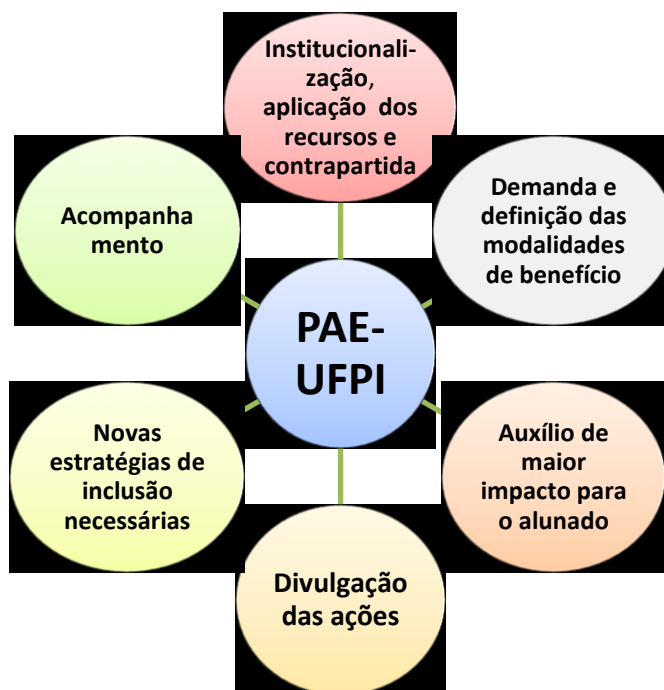 Institucionali-
zação,
aplicação dos
recursos e
contrapartida
Acompanha
mento
Demanda e
definição das
modalidades
de benefício
PAE-
UFPI
Novas
estratégias de
inclusão
necessárias
Auxílio de
maior
impacto para
o alunado
Divulgação
das ações